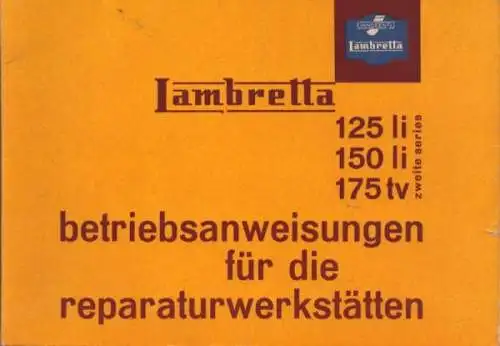 Lambretta
Lambretta
125 li
150 li
175 tv
zweite series
betriebsanweisungen
für die
reparaturwerkstätten